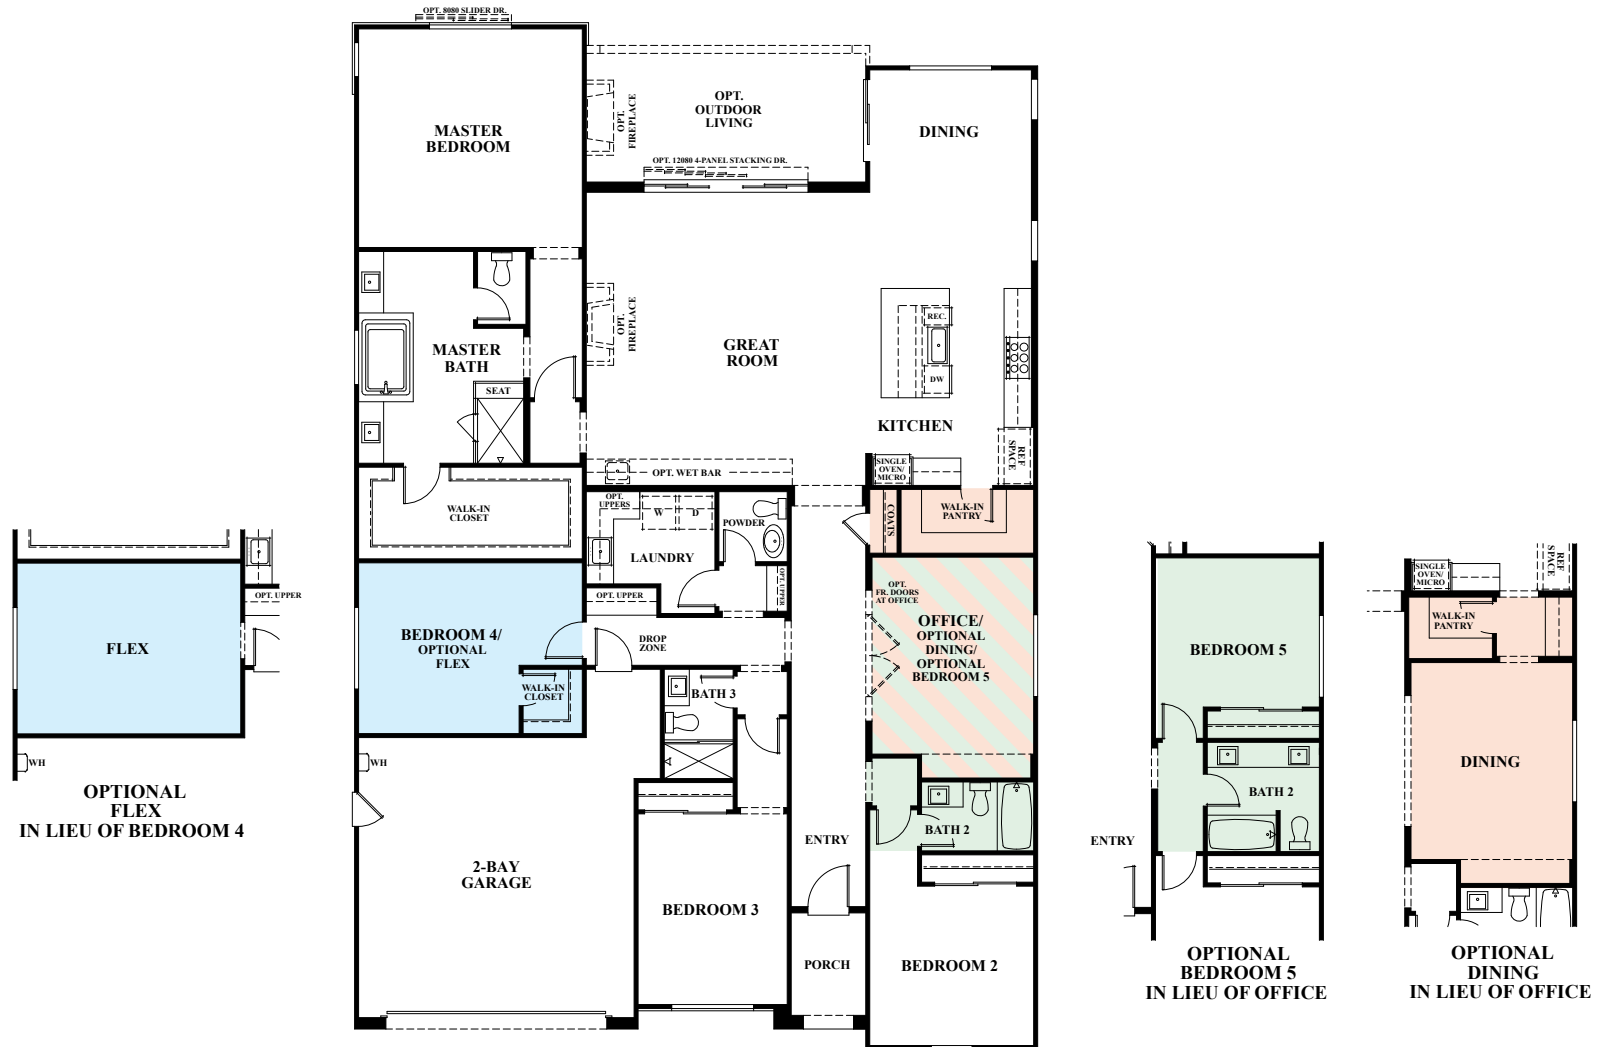 OPT. 8080 SLIDER DR.
MASTER
BEDROOM
OPT.
FIREPLACE
OPT.
OUTDOOR
LIVING
OPT. 12080 4-PANEL STACKING DR.
DINING
MASTER
BATH
SEAT
OPT.
FIREPLACE
GREAT
ROOM
REC.
DW
KITCHEN
REF
SPACE
SINGLE
OVEN/
MICRO
OPT. WET BAR
WALK-IN
CLOSET
OPT.
UPPERS
W
D
POWDER
LAUNDRY
OPT. UPPER
OPT. UPPER
COATS
WALK-IN
PANTRY
BEDROOM 4/
OPTIONAL
FLEX
WALK-IN
CLOSET
DROP
ZONE
BATH 3
OPT.
FR. DOORS
AT OFFICE
OFFICE/
OPTIONAL
DINING/
OPTIONAL
BEDROOM 5
WH
2-BAY
GARAGE
BEDROOM 3
ENTRY
PORCH
BATH 2
BEDROOM 2
OPT. UPPER
FLEX
WH
OPTIONAL
FLEX
IN LIEU OF BEDROOM 4
BEDROOM 5
BATH 2
ENTRY
OPTIONAL
BEDROOM 5
IN LIEU OF OFFICE
SINGLE
OVEN/
MICRO
REF
SPACE
WALK-IN
PANTRY
DINING
OPTIONAL
DINING
IN LIEU OF OFFICE